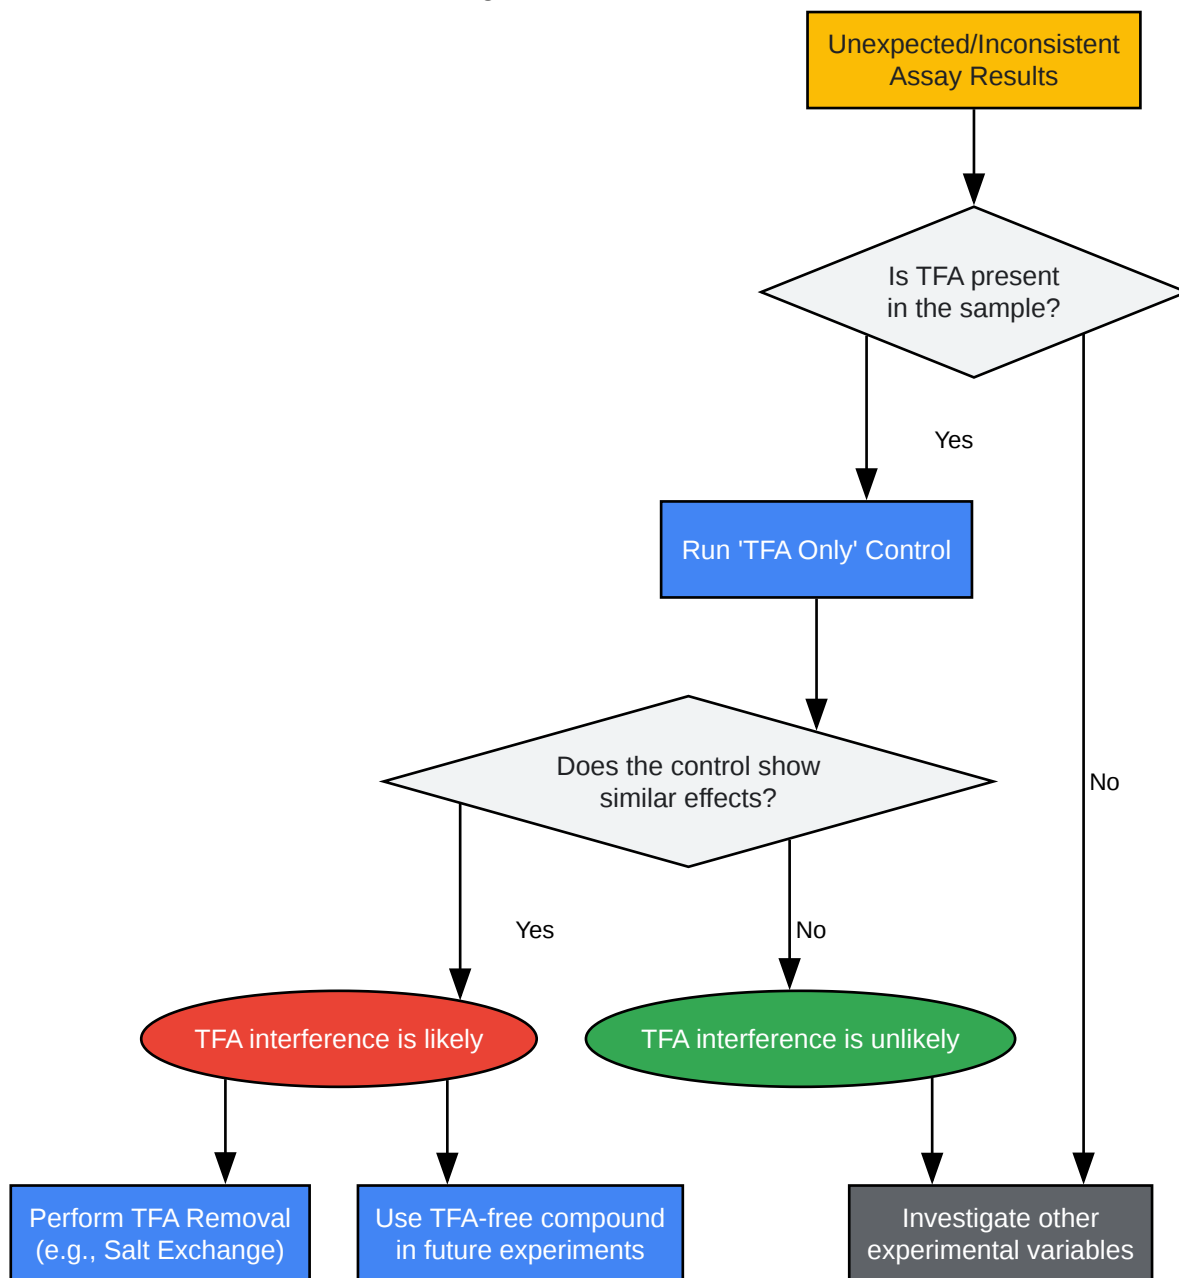 Unexpected/Inconsistent
Assay Results
Is TFA present
in the sample?
Yes
Run 'TFA Only' Control
Does the control show
similar effects?
No
Yes
No
TFA interference is likely
TFA interference is unlikely
Perform TFA Removal
(e.g., Salt Exchange)
Use TFA-free compound
in future experiments
Investigate other
experimental variables